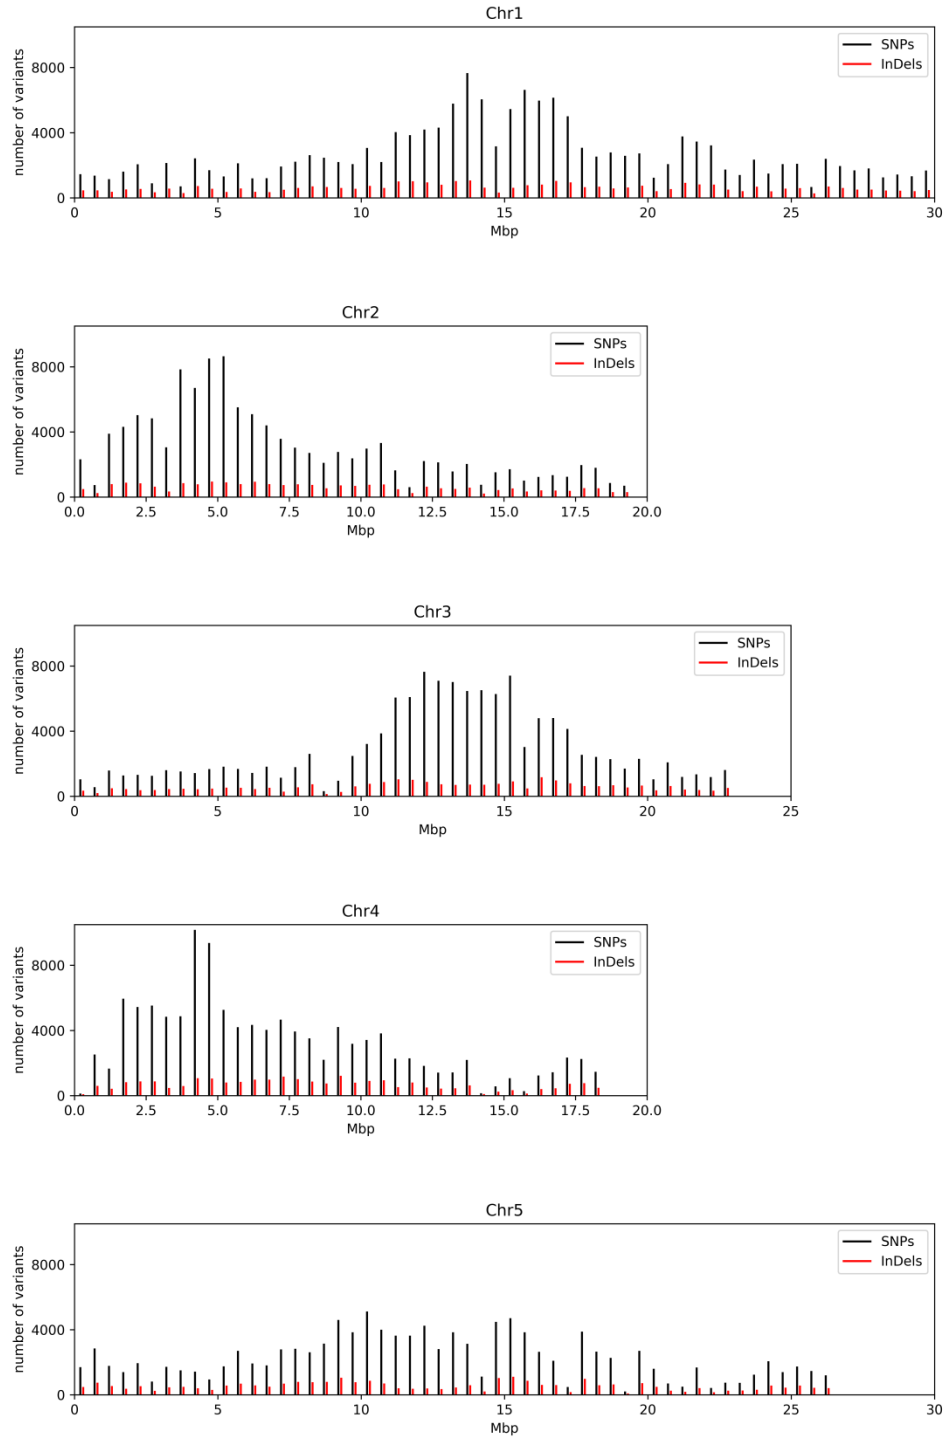 Chr1
number of variants
8000
4000
0
SNPs
InDels
0 5 10 15 20 25 30
Mbp
Chr2
number of variants
8000
4000
0
SNPs
InDels
0.0 2.5 5.0 7.5 10.0 12.5 15.0 17.5 20.0
Mbp
Chr3
number of variants
8000
4000
0
SNPs
InDels
0 5 10 15 20 25
Mbp
Chr4
number of variants
8000
4000
0
SNPs
InDels
0.0 2.5 5.0 7.5 10.0 12.5 15.0 17.5 20.0
Mbp
Chr5
number of variants
8000
4000
0
SNPs
InDels
0 5 10 15 20 25 30
Mbp